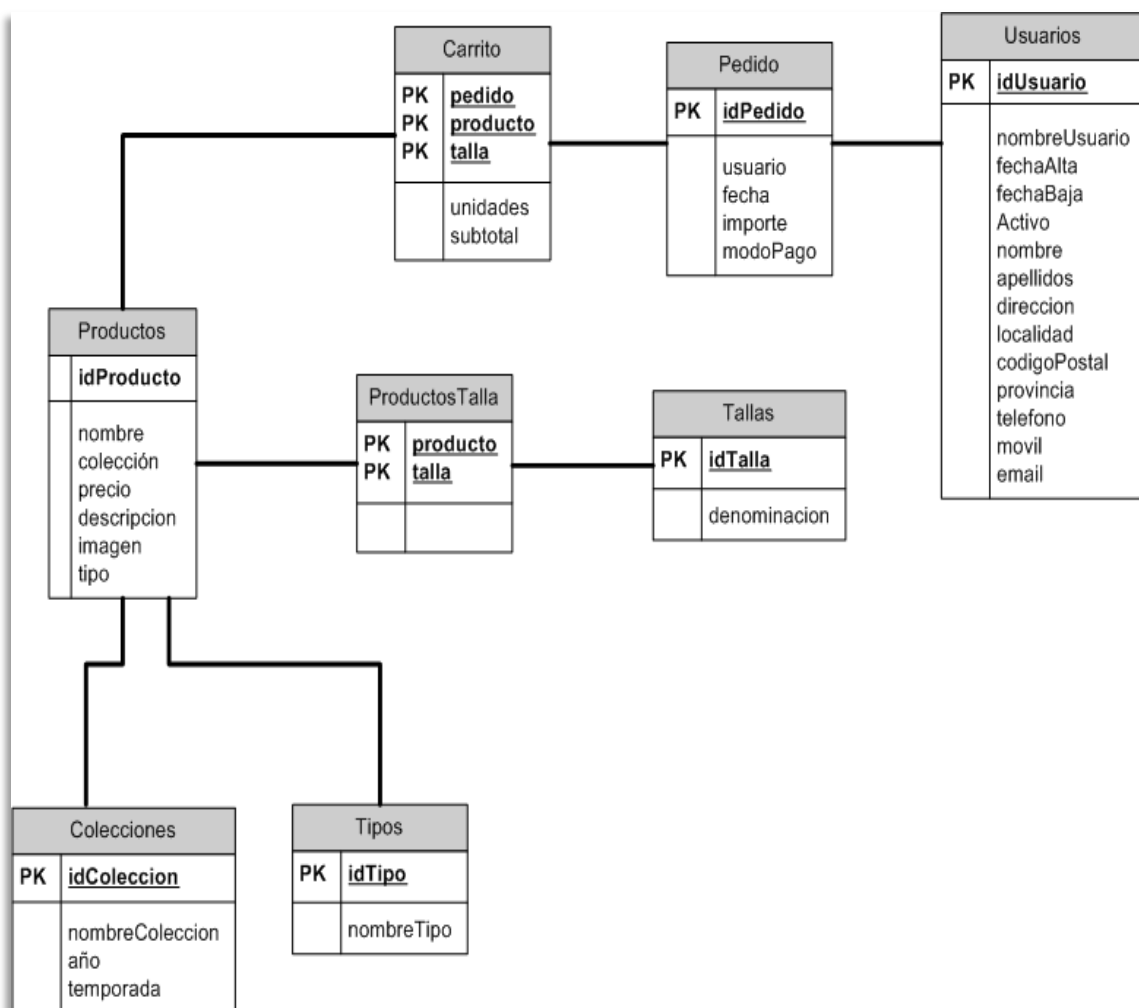 Carrito
PK pedido
PK producto
PK talla
unidades
subtotal
Pedido
PK idPedido
usuario
fecha
importe
modoPago
Usuarios
PK idUsuario
nombreUsuario
fechaAlta
fechaBaja
Activo
nombre
apellidos
direccion
localidad
codigoPostal
provincia
telefono
movil
email
Productos
idProducto
nombre
colección
precio
descripcion
imagen
tipo
ProductosTalla
PK producto
PK talla
Tallas
PK idTalla
denominacion
Colecciones
PK idColeccion
nombreColeccion
año
temporada
Tipos
PK idTipo
nombreTipo